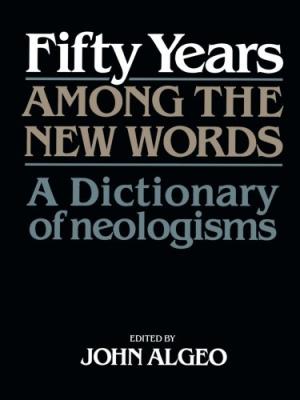 Fifty Years
AMONG THE
NEW WORDS
A Dictionary
of neologisms
EDITED BY
JOHN ALGEO